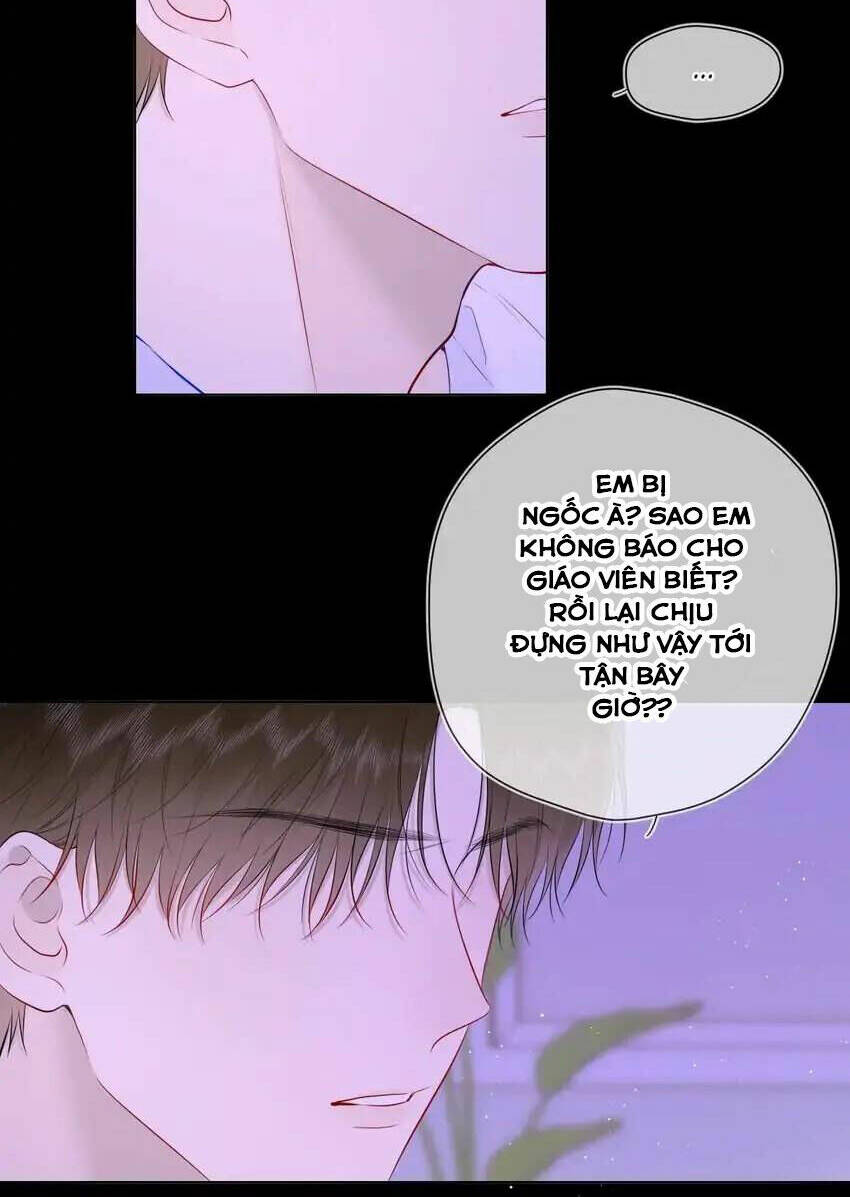 ...
EM BỊ
NGỐC À? SAO EM
KHÔNG BÁO CHO
GIÁO VIÊN BIẾT?
RỒI LẠI CHỊU
ĐỰNG NHƯ VẬY TỚI
TẬN BÂY
GIỜ??